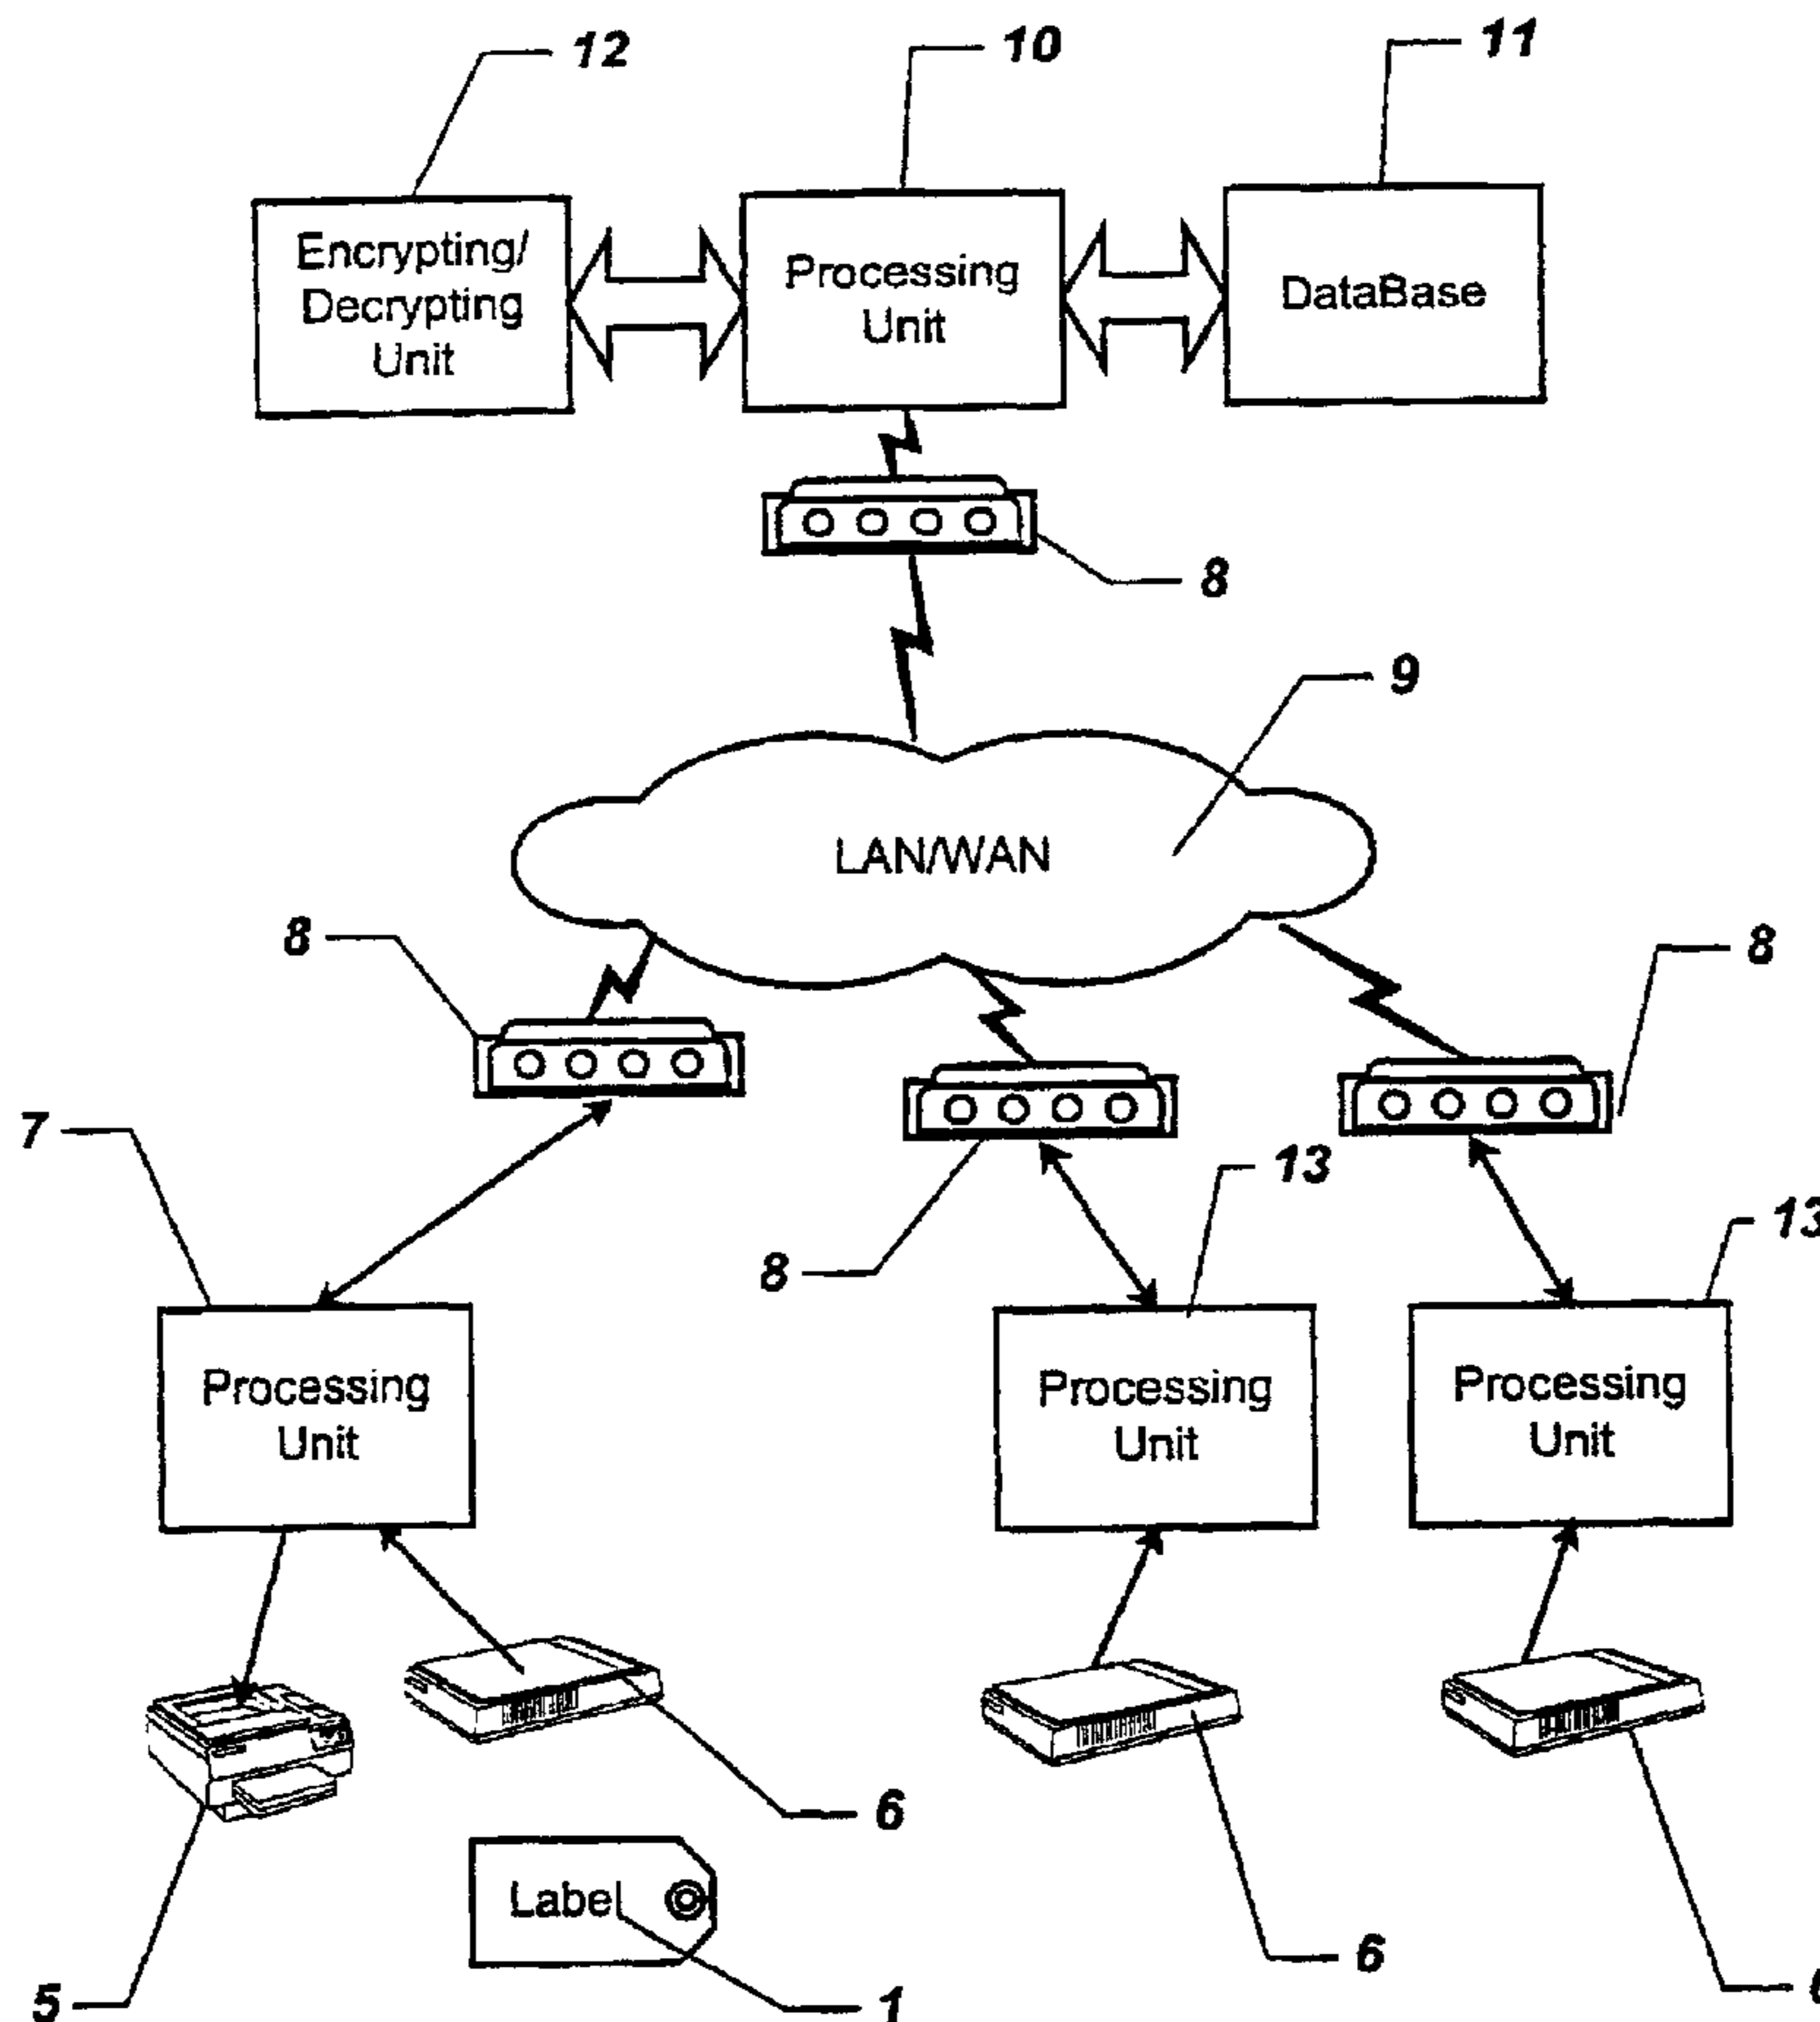 12
10
11
Encrypting/
Decrypting
Unit
Processing
Unit
DataBase
8
9
LAN/WAN
8
8
7
13
13
8
Processing
Unit
Processing
Unit
Processing
Unit
6
Label
6
5
1